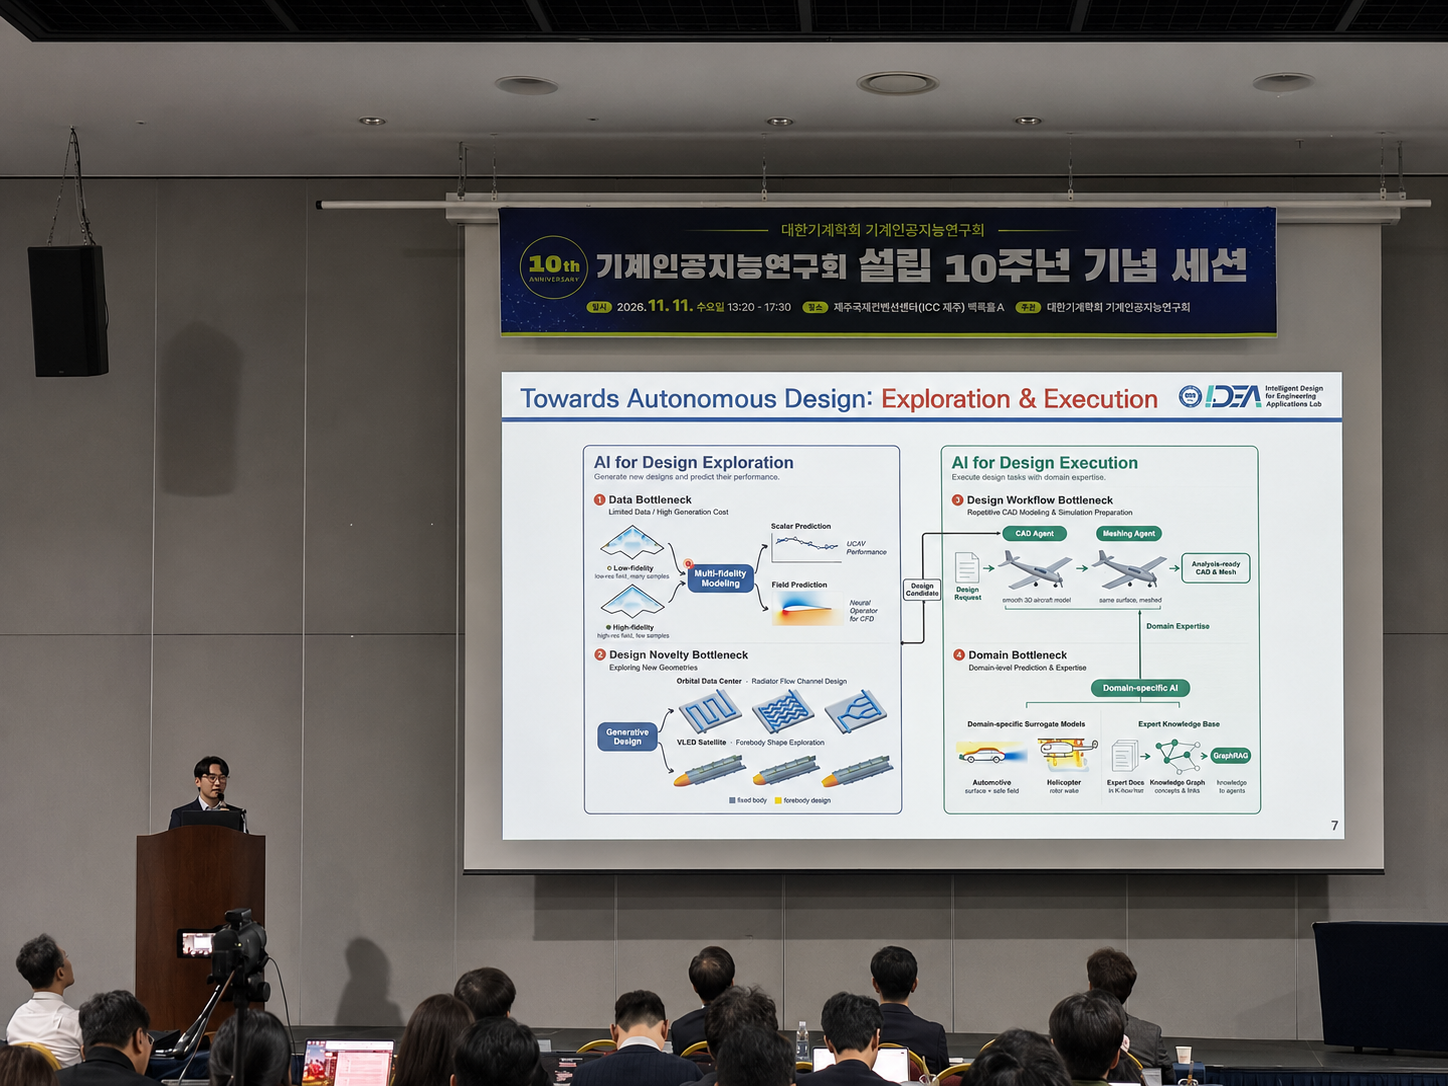 대한기계학회 기계인공지능연구회
10th
ANNIVERSARY
기계인공지능연구회 설립 10주년 기념 세션
일시 2026. 11. 11. 수요일 13:20 - 17:30 장소 제주국제컨벤션센터(ICC 제주) 백록홀 A 주최 대한기계학회 기계인공지능연구회
Towards Autonomous Design: Exploration & Execution
IDEA
Intelligent Design
for Engineering
Applications Lab
AI for Design Exploration
Generate new designs and predict their performance.
1 Data Bottleneck
Limited Data / High Generation Cost
Low-fidelity
low-res field, many samples
High-fidelity
high-res field, few samples
Multi-fidelity
Modeling
Scalar Prediction
UCAV
Performance
Field Prediction
Neural
Operator
for CFD
2 Design Novelty Bottleneck
Exploring New Geometries
Orbital Data Center · Radiator Flow Channel Design
Generative
Design
VLED Satellite · Forebody Shape Exploration
fixed body
forebody design
Design
Candidate
AI for Design Execution
Execute design tasks with domain expertise.
3 Design Workflow Bottleneck
Repetitive CAD Modeling & Simulation Preparation
CAD Agent
Meshing Agent
Design
Request
smooth 3D aircraft model
same surface, meshed
Analysis-ready
CAD & Mesh
Domain Expertise
4 Domain Bottleneck
Domain-level Prediction & Expertise
Domain-specific AI
Domain-specific Surrogate Models
Automotive
Helicopter
rotor wake
Expert Knowledge Base
Expert Docs
Knowledge Graph
concepts & links
GraphRAG
knowledge
to agents
7